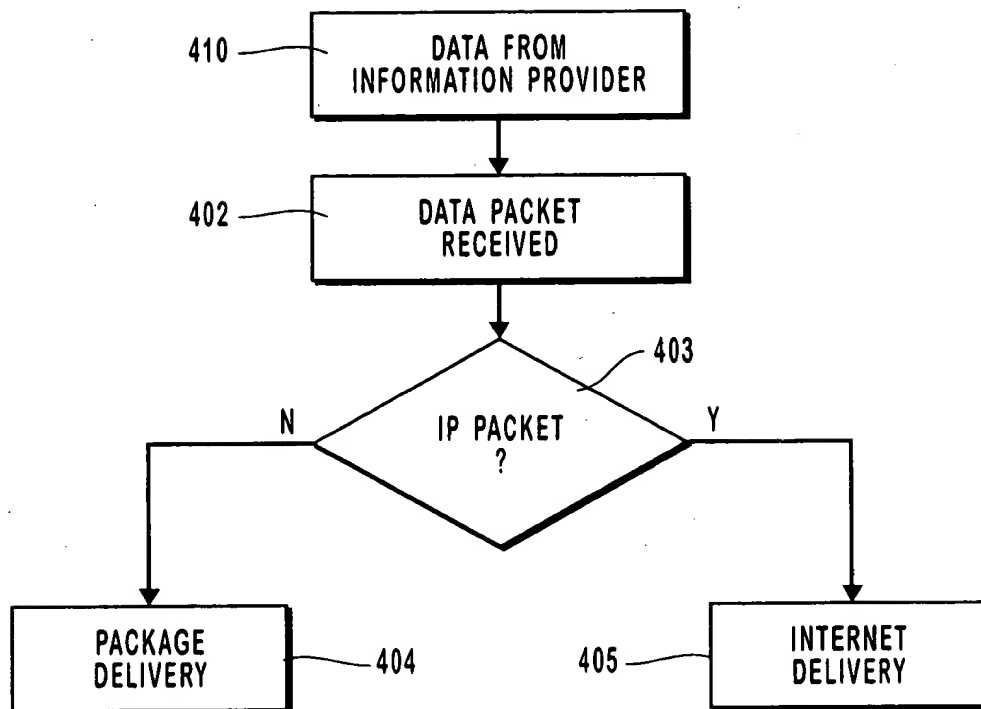 410
DATA FROM
INFORMATION PROVIDER
402
DATA PACKET
RECEIVED
403
N
IP PACKET
?
Y
PACKAGE
DELIVERY
404
405
INTERNET
DELIVERY